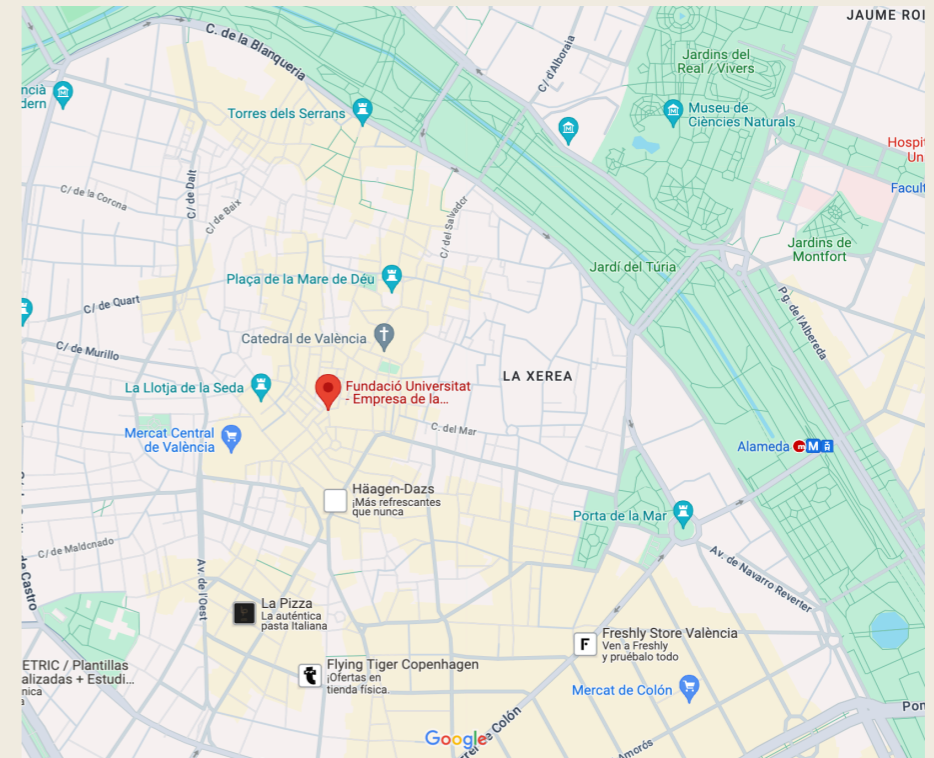 JAUME ROI
C. de la Blanqueria
C/ d'Alboraia
Jardins del
Real / Vivers
ncià
dern
Torres dels Serrans
Museu de
Ciències Naturals
Hospit
Un
Facult
C/ de la Corona
C/ de Dalt
C/ de Baix
C/ del Salvador
Jardins de
Montfort
Plaça de la Mare de Déu
Jardí del Túria
Pg. de l'Albereda
C/ de Quart
Catedral de València
C/ de Murillo
LA XEREA
La Llotja de la Seda
Fundació Universitat
- Empresa de la...
Mercat Central
de València
C. del Mar
Alameda
M
Häagen-Dazs
¡Más refrescantes
que nunca
Porta de la Mar
C/ de Maldonado
de Castro
Av. de l'Oest
Av. de Navarro Reverter
La Pizza
La auténtica
pasta Italiana
F
Freshly Store València
Ven a Freshly
y pruébalo todo
ETRIC / Plantillas
alizadas + Estudi...
nica
a
t
Flying Tiger Copenhagen
¡Ofertas en
tienda física.
Mercat de Colón
Pon
Google
rrer de Colón
Amorós